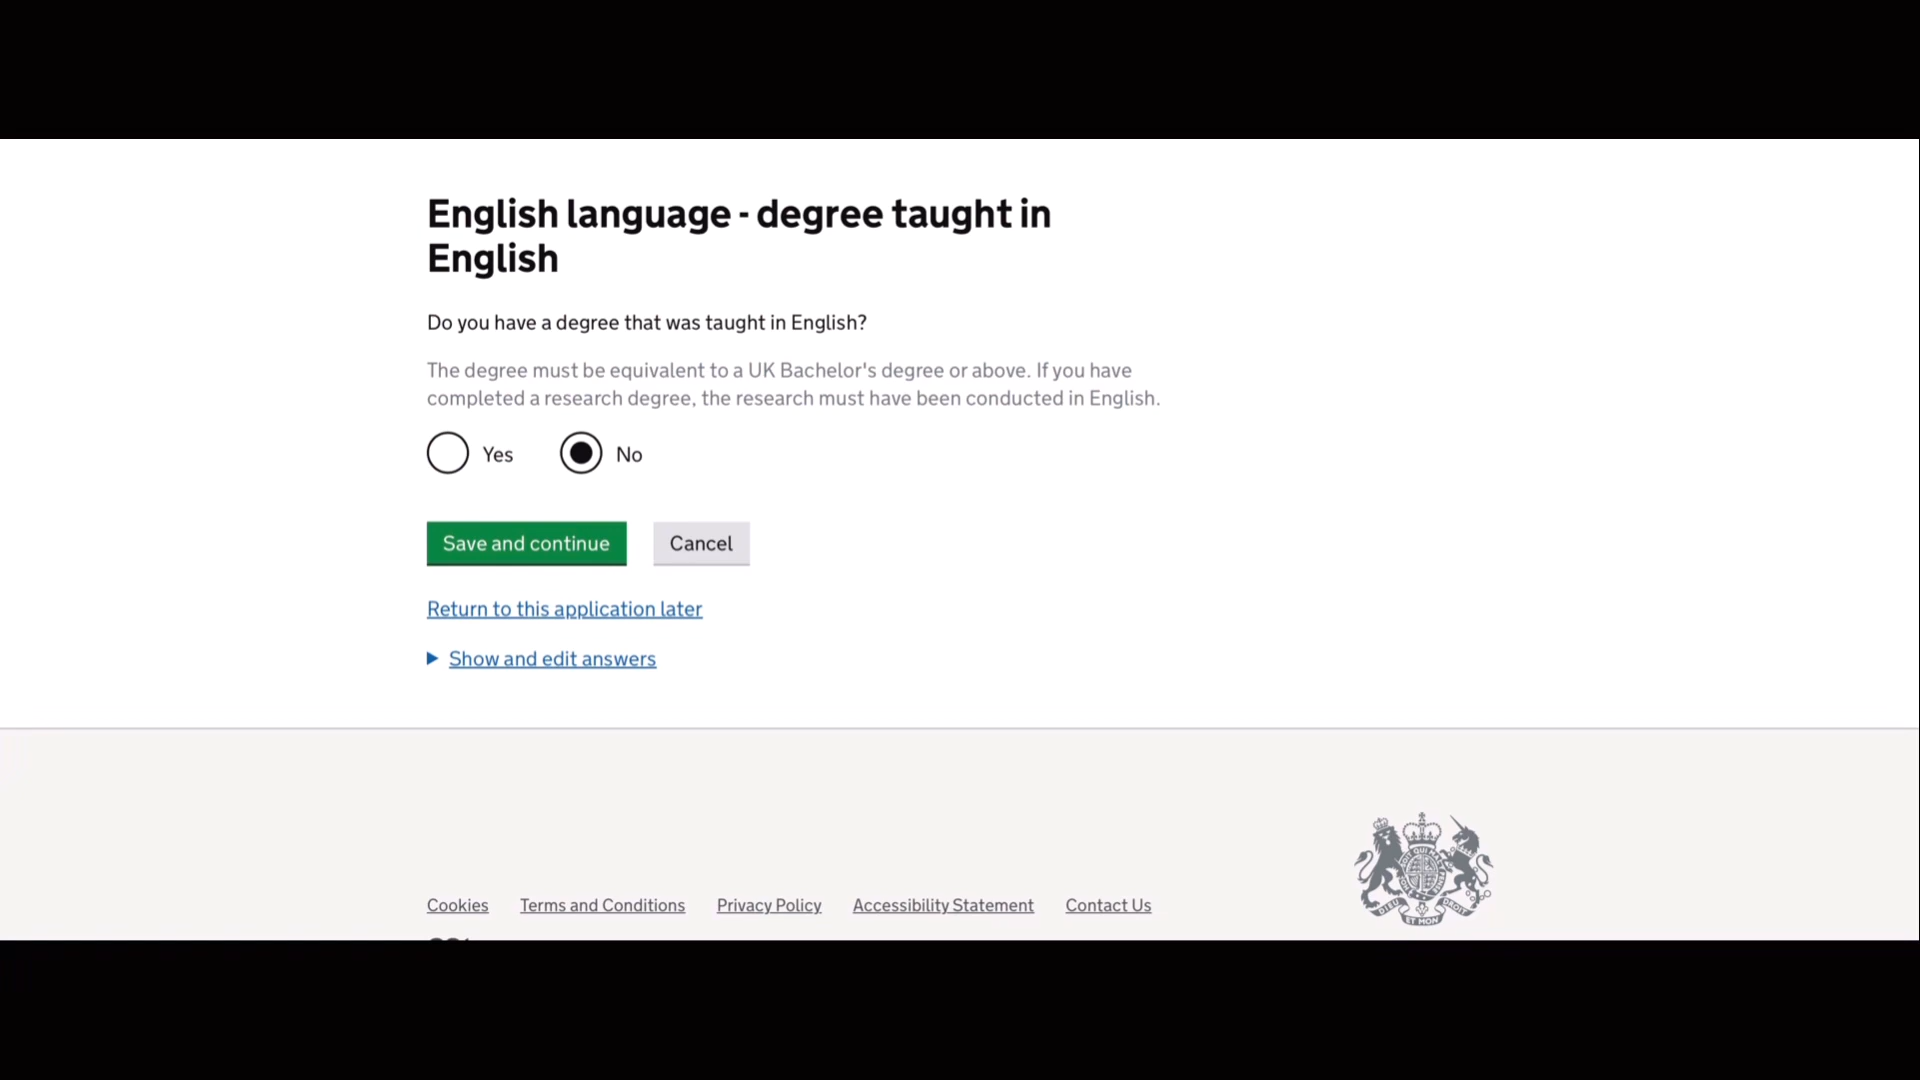 English language - degree taught in
English
Do you have a degree that was taught in English?
The degree must be equivalent to a UK Bachelor's degree or above. If you have
completed a research degree, the research must have been conducted in English.
Yes No
Save and continue Cancel
Return to this application later
Show and edit answers
Cookies Terms and Conditions Privacy Policy Accessibility Statement Contact Us